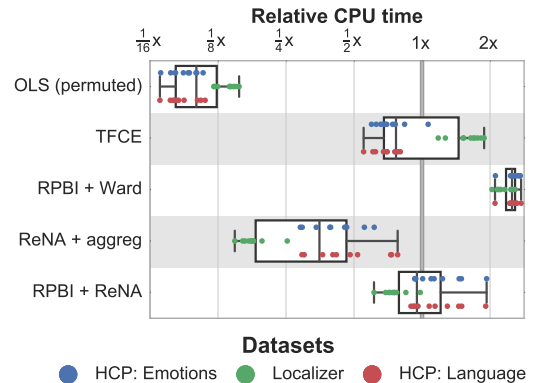 Relative CPU time
1/16x 1/8x 1/4x 1/2x 1x 2x
OLS (permuted)
TFCE
RPBI + Ward
ReNA + aggreg
RPBI + ReNA
Datasets
HCP: Emotions Localizer HCP: Language